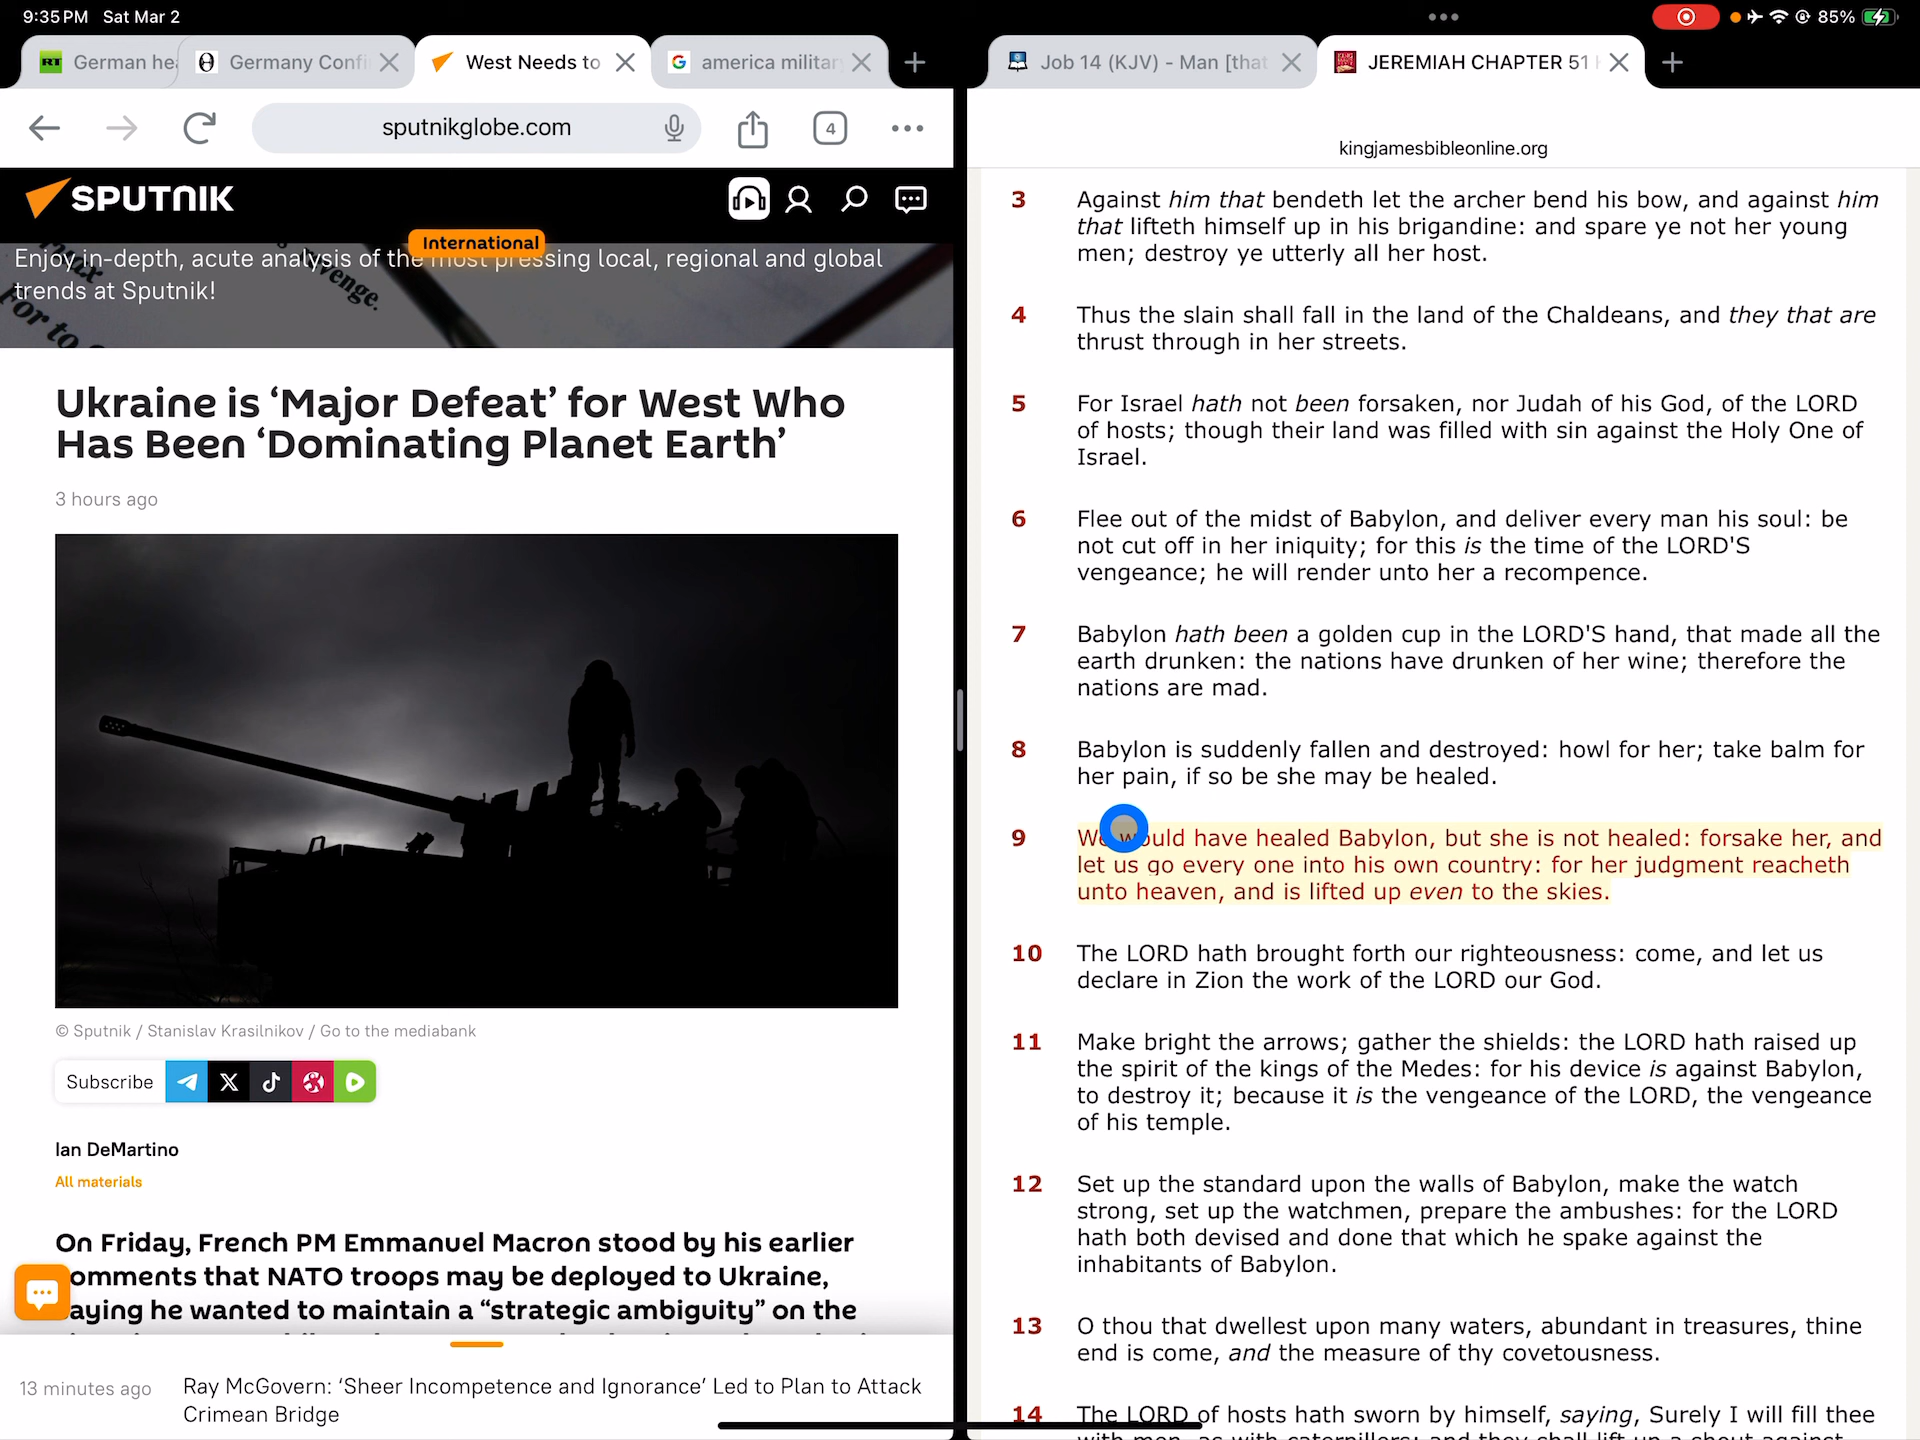 9:35 PM Sat Mar 2
85%
German hea
Germany Confi
West Needs to
america military
Job 14 (KJV) - Man [that
JEREMIAH CHAPTER 51
sputnikglobe.com
4
kingjamesbibleonline.org
SPUTNIK
International
Enjoy in-depth, acute analysis of the most pressing local, regional and global
trends at Sputnik!
revenge.
For to
Ukraine is ‘Major Defeat’ for West Who
Has Been ‘Dominating Planet Earth’
3 hours ago
© Sputnik / Stanislav Krasilnikov / Go to the mediabank
Subscribe
Ian DeMartino
All materials
On Friday, French PM Emmanuel Macron stood by his earlier
omments that NATO troops may be deployed to Ukraine,
aying he wanted to maintain a “strategic ambiguity” on the
13 minutes ago
Ray McGovern: ‘Sheer Incompetence and Ignorance’ Led to Plan to Attack
Crimean Bridge
3 Against him that bendeth let the archer bend his bow, and against him
that lifteth himself up in his brigandine: and spare ye not her young
men; destroy ye utterly all her host.
4 Thus the slain shall fall in the land of the Chaldeans, and they that are
thrust through in her streets.
5 For Israel hath not been forsaken, nor Judah of his God, of the LORD
of hosts; though their land was filled with sin against the Holy One of
Israel.
6 Flee out of the midst of Babylon, and deliver every man his soul: be
not cut off in her iniquity; for this is the time of the LORD'S
vengeance; he will render unto her a recompence.
7 Babylon hath been a golden cup in the LORD'S hand, that made all the
earth drunken: the nations have drunken of her wine; therefore the
nations are mad.
8 Babylon is suddenly fallen and destroyed: howl for her; take balm for
her pain, if so be she may be healed.
9 We would have healed Babylon, but she is not healed: forsake her, and
let us go every one into his own country: for her judgment reacheth
unto heaven, and is lifted up even to the skies.
10 The LORD hath brought forth our righteousness: come, and let us
declare in Zion the work of the LORD our God.
11 Make bright the arrows; gather the shields: the LORD hath raised up
the spirit of the kings of the Medes: for his device is against Babylon,
to destroy it; because it is the vengeance of the LORD, the vengeance
of his temple.
12 Set up the standard upon the walls of Babylon, make the watch
strong, set up the watchmen, prepare the ambushes: for the LORD
hath both devised and done that which he spake against the
inhabitants of Babylon.
13 O thou that dwellest upon many waters, abundant in treasures, thine
end is come, and the measure of thy covetousness.
14 The LORD of hosts hath sworn by himself, saying, Surely I will fill thee
with men, as with caterpillers; and they shall lift up a shout against